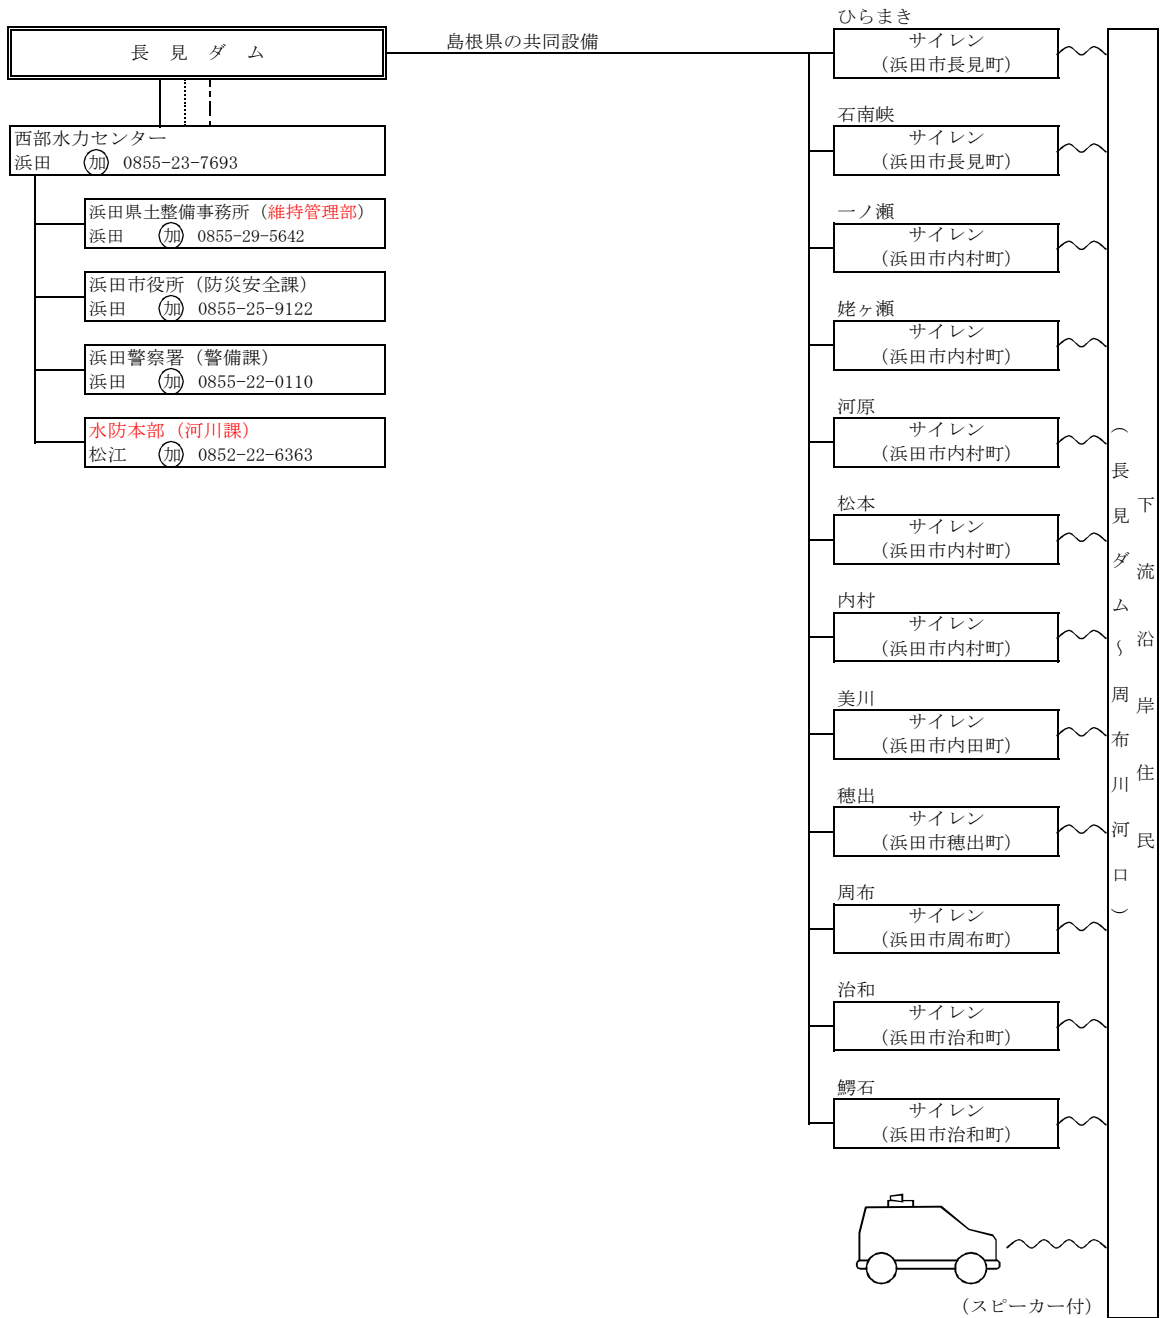 長見ダム
島根県の共同設備
西部水力センター
浜田 加 0855-23-7693
浜田県土整備事務所（維持管理部）
浜田 加 0855-29-5642
浜田市役所（防災安全課）
浜田 加 0855-25-9122
浜田警察署（警備課）
浜田 加 0855-22-0110
水防本部（河川課）
松江 加 0852-22-6363
ひらまき
サイレン
（浜田市長見町）
石南峡
サイレン
（浜田市長見町）
一ノ瀬
サイレン
（浜田市内村町）
姥ヶ瀬
サイレン
（浜田市内村町）
河原
サイレン
（浜田市内村町）
松本
サイレン
（浜田市内村町）
内村
サイレン
（浜田市内村町）
美川
サイレン
（浜田市内田町）
穂出
サイレン
（浜田市穂出町）
周布
サイレン
（浜田市周布町）
治和
サイレン
（浜田市治和町）
鰐石
サイレン
（浜田市治和町）
（スピーカー付）
下流沿岸住民
（長見ダム～周布川河口）